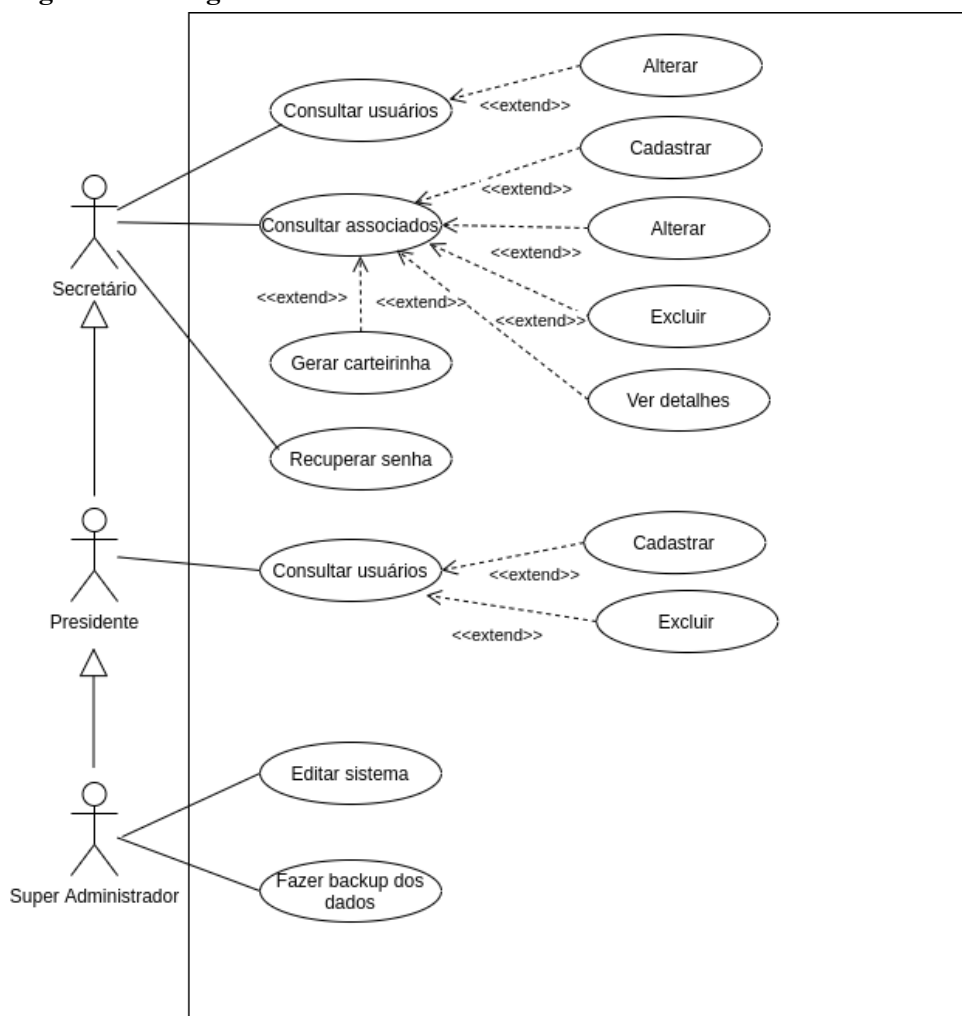 Alterar
Consultar usuários
<<extend>>
Cadastrar
<<extend>>
Consultar associados
Alterar
<<extend>>
Secretário
<<extend>>
<<extend>>
<<extend>>
Excluir
Gerar carteirinha
Ver detalhes
Recuperar senha
Cadastrar
Consultar usuários
<<extend>>
Presidente
Excluir
<<extend>>
Editar sistema
Super Administrador
Fazer backup dos
dados